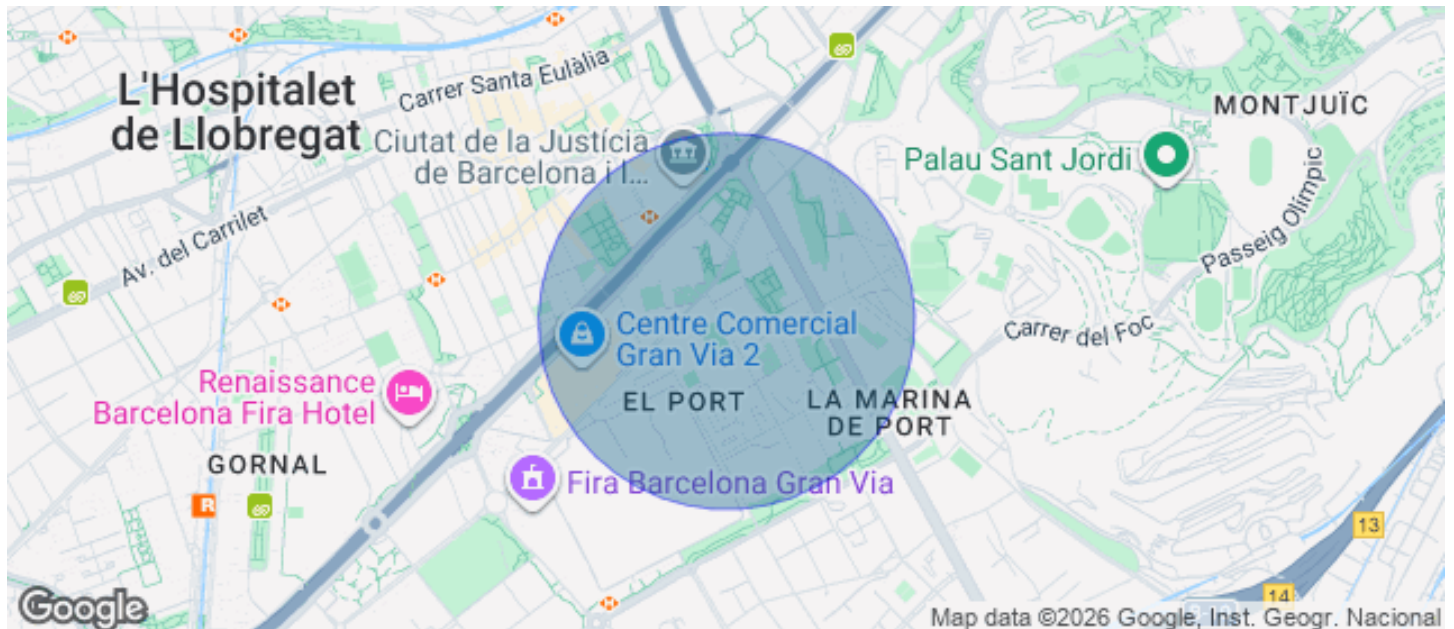 L'Hospitalet
de Llobregat
Carrer Santa Eulàlia
Ciutat de la Justícia
de Barcelona i l...
MONTJUÏC
Palau Sant Jordi
Passeig Olímpic
Av. del Carrilet
Centre Comercial
Gran Via 2
Carrer del Foc
Renaissance
Barcelona Fira Hotel
EL PORT
LA MARINA
DE PORT
GORNAL
R
Fira Barcelona Gran Via
13
14
Google
Map data ©2026 Google, Inst. Geogr. Nacional